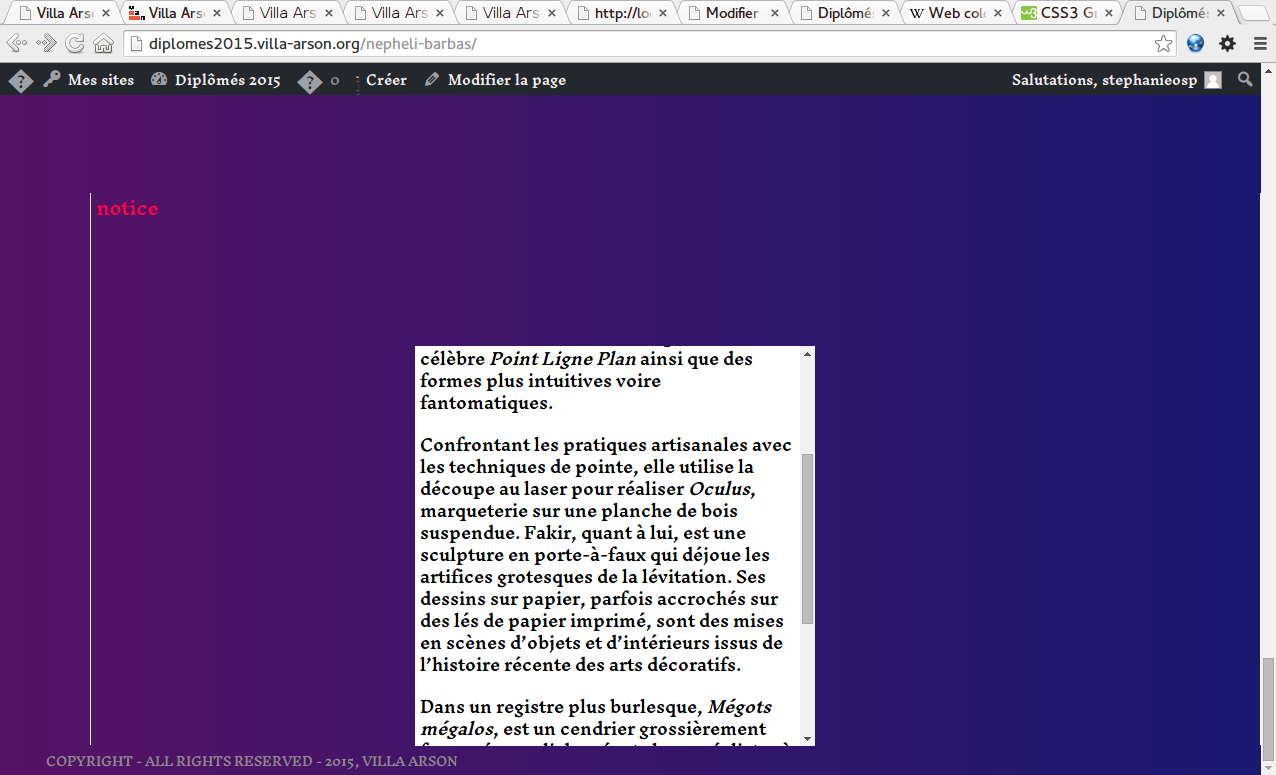 Villa Ars
Villa Ars
Villa Ars
Villa Ars
Villa Ars
http://lo
Modifier
Diplômé
Web col
CSS3 G
Diplômé
diplomes2015.villa-arson.org/nepheli-barbas/
Mes sites Diplômés 2015 0 Créer Modifier la page Salutations, stephanieosp
notice
célèbre Point Ligne Plan ainsi que des
formes plus intuitives voire
fantomatiques.
Confrontant les pratiques artisanales avec
les techniques de pointe, elle utilise la
découpe au laser pour réaliser Oculus,
marqueterie sur une planche de bois
suspendue. Fakir, quant à lui, est une
sculpture en porte-à-faux qui déjoue les
artifices grotesques de la lévitation. Ses
dessins sur papier, parfois accrochés sur
des lés de papier imprimé, sont des mises
en scènes d’objets et d’intérieurs issus de
l’histoire récente des arts décoratifs.
Dans un registre plus burlesque, Mégots
mégalos, est un cendrier grossièrement
COPYRIGHT - ALL RIGHTS RESERVED - 2015, VILLA ARSON